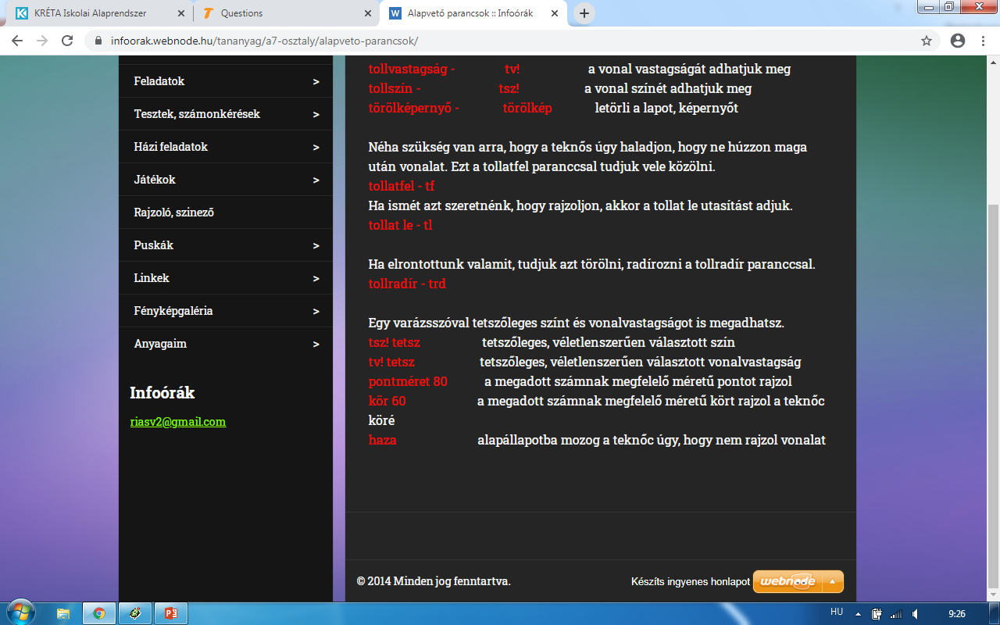 KRÉTA Iskolai Alaprendszer
Questions
Alapvető parancsok :: Infoórák
infoorak.webnode.hu/tananyag/a7-osztaly/alapveto-parancsok/
Feladatok >
Tesztek, számonkérések >
Házi feladatok >
Játékok >
Rajzoló, szinező
Puskák >
Linkek >
Fényképgaléria >
Anyagaim >
Infoórák
riasv2@gmail.com
tollvastagság - tv! a vonal vastagságát adhatjuk meg
tollszín - tsz! a vonal színét adhatjuk meg
törölképernyő - törölkép letörli a lapot, képernyőt
Néha szükség van arra, hogy a teknős úgy haladjon, hogy ne húzzon maga
után vonalat. Ezt a tollatfel paranccsal tudjuk vele közölni.
tollatfel - tf
Ha ismét azt szeretnénk, hogy rajzoljon, akkor a tollat le utasítást adjuk.
tollat le - tl
Ha elrontottunk valamit, tudjuk azt törölni, radírozni a tollradír paranccsal.
tollradír - trd
Egy varázsszóval tetszőleges színt és vonalvastagságot is megadhatsz.
tsz! tetsz tetszőleges, véletlenszerűen választott szín
tv! tetsz tetszőleges, véletlenszerűen választott vonalvastagság
pontméret 80 a megadott számnak megfelelő méretű pontot rajzol
kör 60 a megadott számnak megfelelő méretű kört rajzol a teknőc
köré
haza alapállapotba mozog a teknőc úgy, hogy nem rajzol vonalat
© 2014 Minden jog fenntartva.
Készíts ingyenes honlapot webnode
HU
9:26